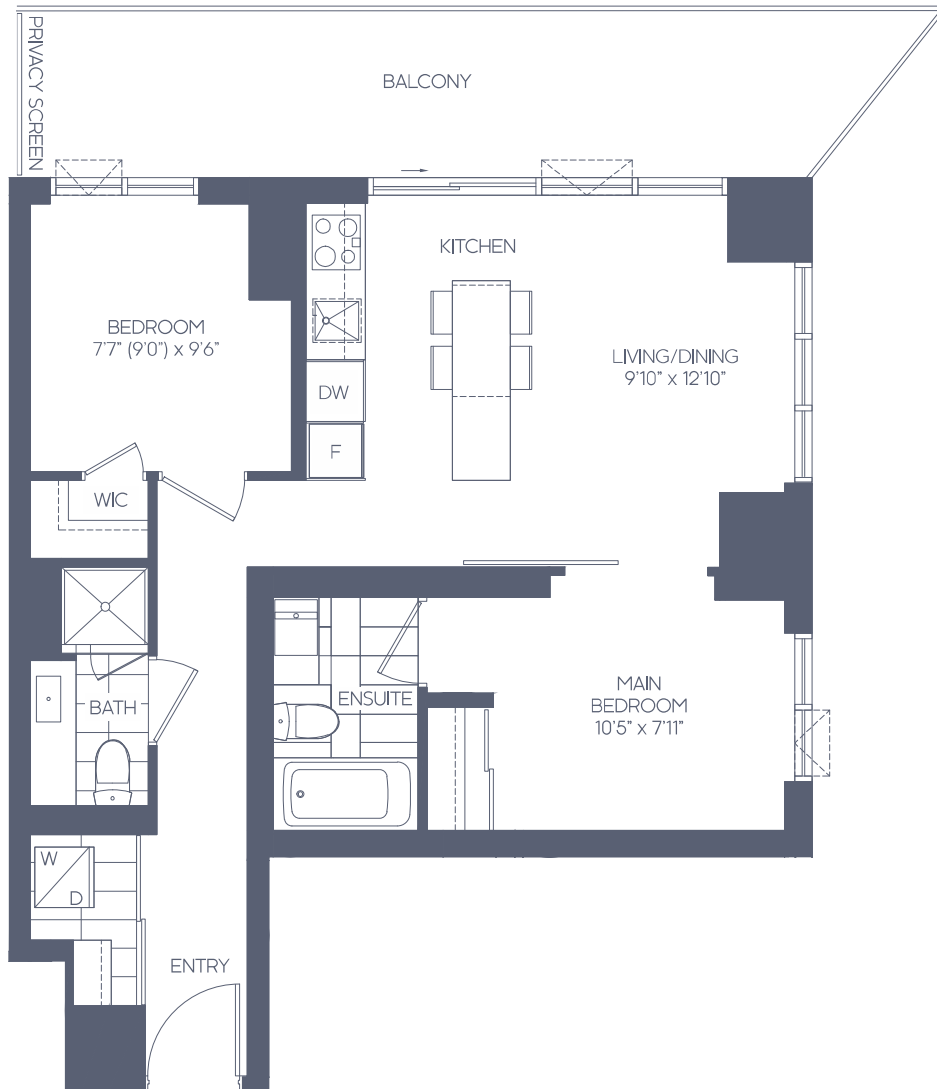 PRIVACY SCREEN
BALCONY
KITCHEN
BEDROOM
7'7" (9'0") x 9'6"
LIVING/DINING
9'10" x 12'10"
DW
F
WIC
MAIN
BEDROOM
10'5" x 7'11"
ENSUITE
BATH
W
D
ENTRY